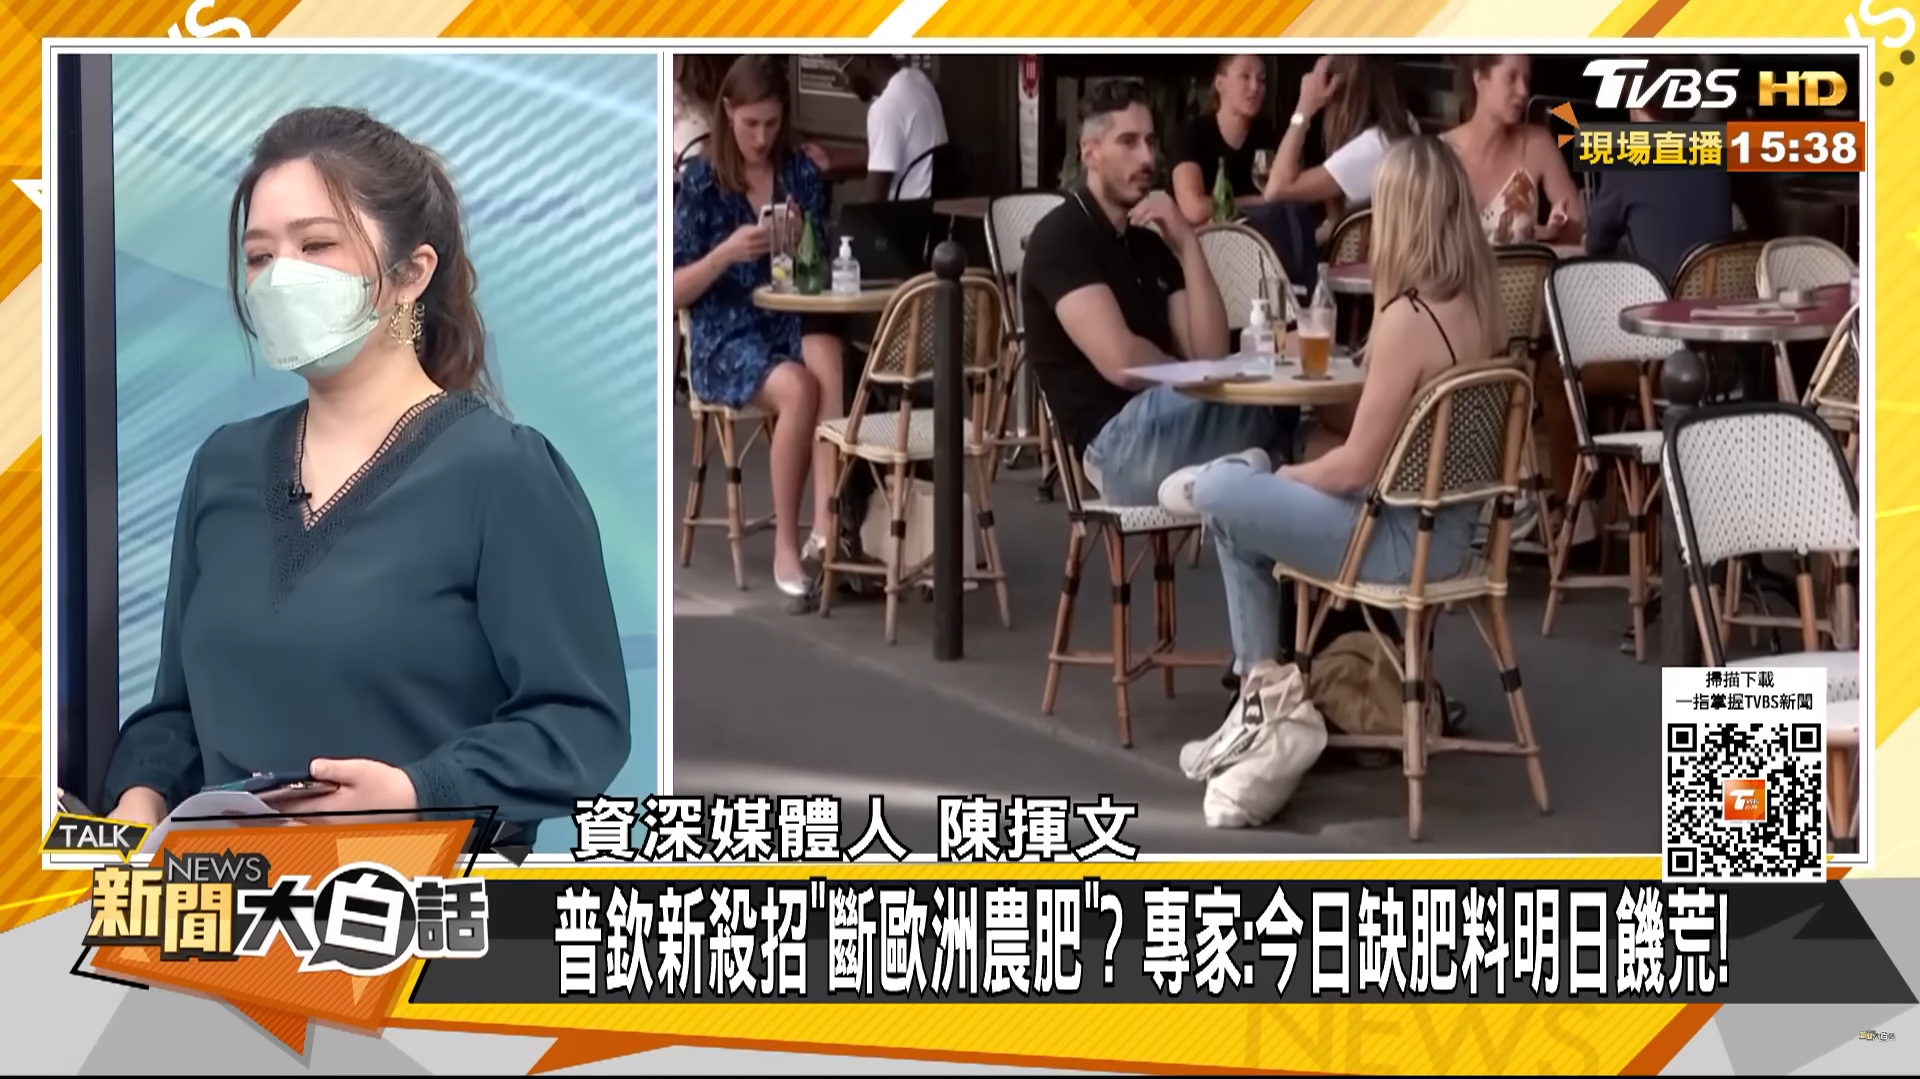 TVBS HD
現場直播 15:38
掃描下載
一指掌握TVBS新聞
資深媒體人 陳揮文
TALK
NEWS
新聞大白話
普欽新殺招"斷歐洲農肥"? 專家:今日缺肥料明日饑荒!
NEWS